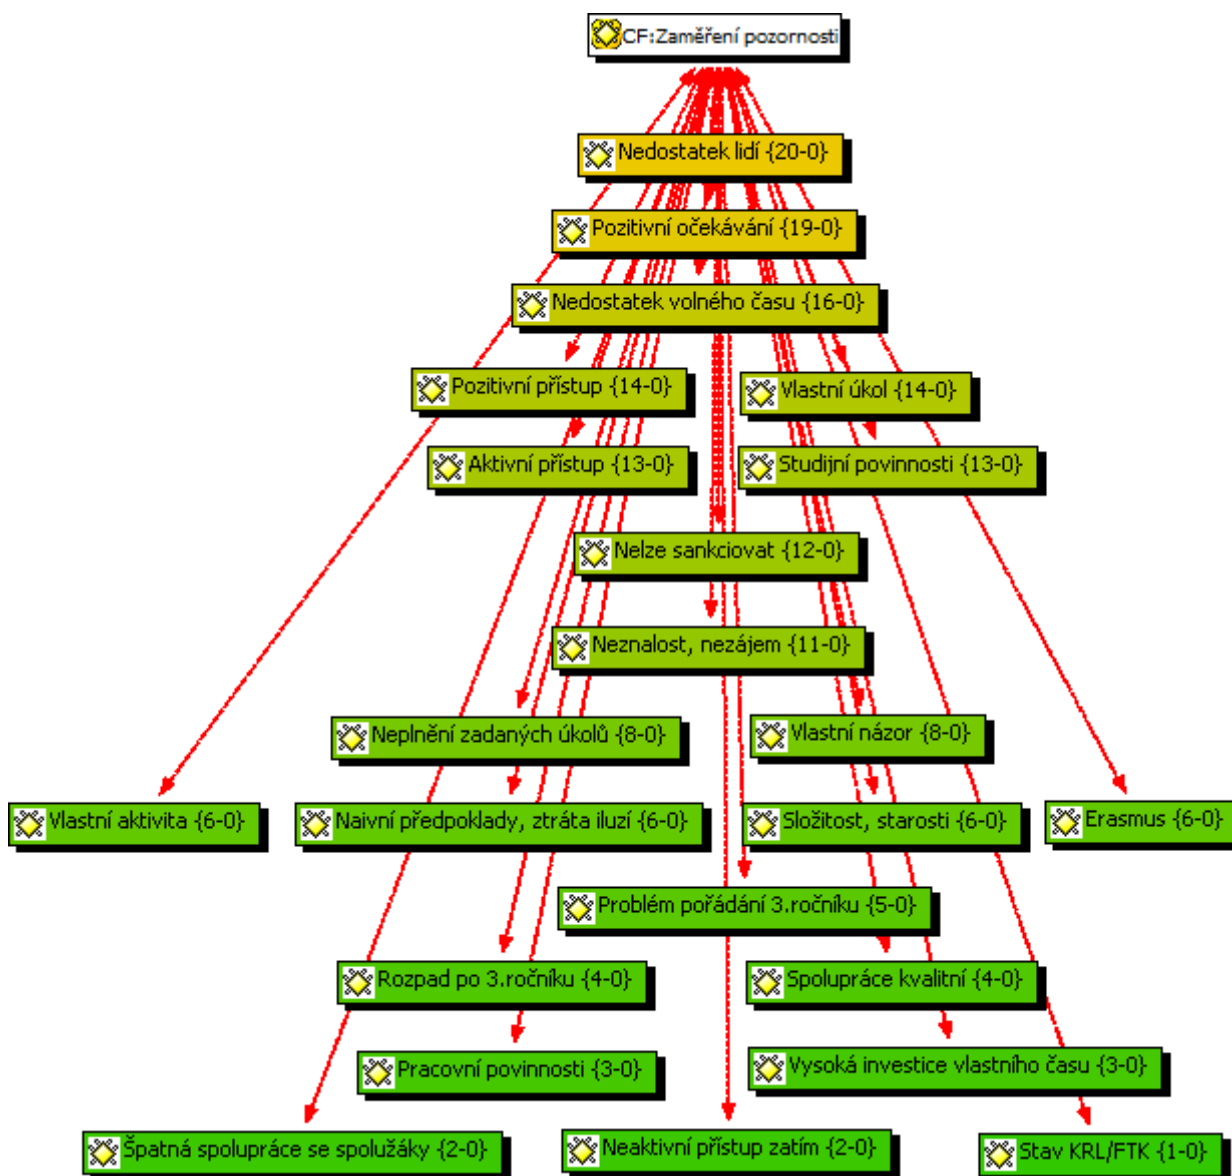 CF:Zaměření pozornosti
Nedostatek lidí {20-0}
Pozitivní očekávání {19-0}
Nedostatek volného času {16-0}
Pozitivní přístup {14-0}
Vlastní úkol {14-0}
Aktivní přístup {13-0}
Studijní povinnosti {13-0}
Nelze sankciovat {12-0}
Neznalost, nezájem {11-0}
Neplnění zadaných úkolů {8-0}
Vlastní názor {8-0}
Vlastní aktivita {6-0}
Naivní předpoklady, ztráta iluzí {6-0}
Složitost, starosti {6-0}
Erasmus {6-0}
Problém pořádání 3.ročníku {5-0}
Rozpad po 3.ročníku {4-0}
Spolupráce kvalitní {4-0}
Pracovní povinnosti {3-0}
Vysoká investice vlastního času {3-0}
Špatná spolupráce se spolužáky {2-0}
Neaktivní přístup zatím {2-0}
Stav KRL/FTK {1-0}